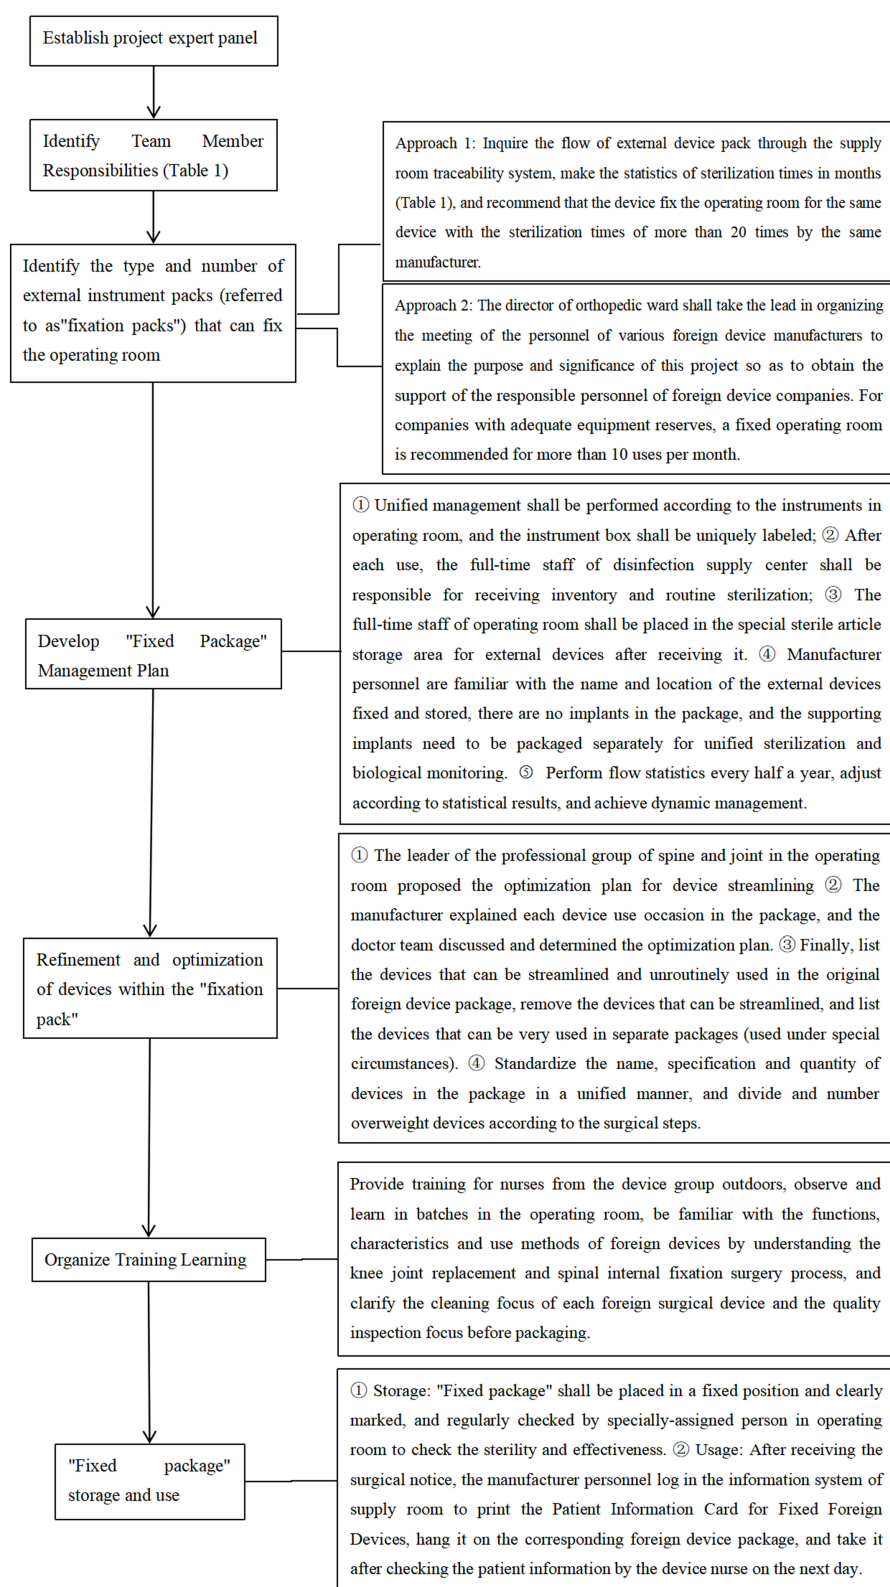 Establish project expert panel
Identify Team Member
Responsibilities (Table 1)
Identify the type and number of
external instrument packs (referred
to as"fixation packs") that can fix
the operating room
Approach 1: Inquire the flow of external device pack through the supply
room traceability system, make the statistics of sterilization times in months
(Table 1), and recommend that the device fix the operating room for the same
device with the sterilization times of more than 20 times by the same
manufacturer.
Approach 2: The director of orthopedic ward shall take the lead in organizing
the meeting of the personnel of various foreign device manufacturers to
explain the purpose and significance of this project so as to obtain the
support of the responsible personnel of foreign device companies. For
companies with adequate equipment reserves, a fixed operating room
is recommended for more than 10 uses per month.
Develop "Fixed Package"
Management Plan
① Unified management shall be performed according to the instruments in
operating room, and the instrument box shall be uniquely labeled; ② After
each use, the full-time staff of disinfection supply center shall be
responsible for receiving inventory and routine sterilization; ③ The
full-time staff of operating room shall be placed in the special sterile article
storage area for external devices after receiving it. ④ Manufacturer
personnel are familiar with the name and location of the external devices
fixed and stored, there are no implants in the package, and the supporting
implants need to be packaged separately for unified sterilization and
biological monitoring. ⑤ Perform flow statistics every half a year, adjust
according to statistical results, and achieve dynamic management.
Refinement and optimization
of devices within the "fixation
pack"
① The leader of the professional group of spine and joint in the operating
room proposed the optimization plan for device streamlining ② The
manufacturer explained each device use occasion in the package, and the
doctor team discussed and determined the optimization plan. ③ Finally, list
the devices that can be streamlined and unroutinely used in the original
foreign device package, remove the devices that can be streamlined, and list
the devices that can be very used in separate packages (used under special
circumstances). ④ Standardize the name, specification and quantity of
devices in the package in a unified manner, and divide and number
overweight devices according to the surgical steps.
Organize Training Learning
Provide training for nurses from the device group outdoors, observe and
learn in batches in the operating room, be familiar with the functions,
characteristics and use methods of foreign devices by understanding the
knee joint replacement and spinal internal fixation surgery process, and
clarify the cleaning focus of each foreign surgical device and the quality
inspection focus before packaging.
"Fixed package"
storage and use
① Storage: "Fixed package" shall be placed in a fixed position and clearly
marked, and regularly checked by specially-assigned person in operating
room to check the sterility and effectiveness. ② Usage: After receiving the
surgical notice, the manufacturer personnel log in the information system of
supply room to print the Patient Information Card for Fixed Foreign
Devices, hang it on the corresponding foreign device package, and take it
after checking the patient information by the device nurse on the next day.